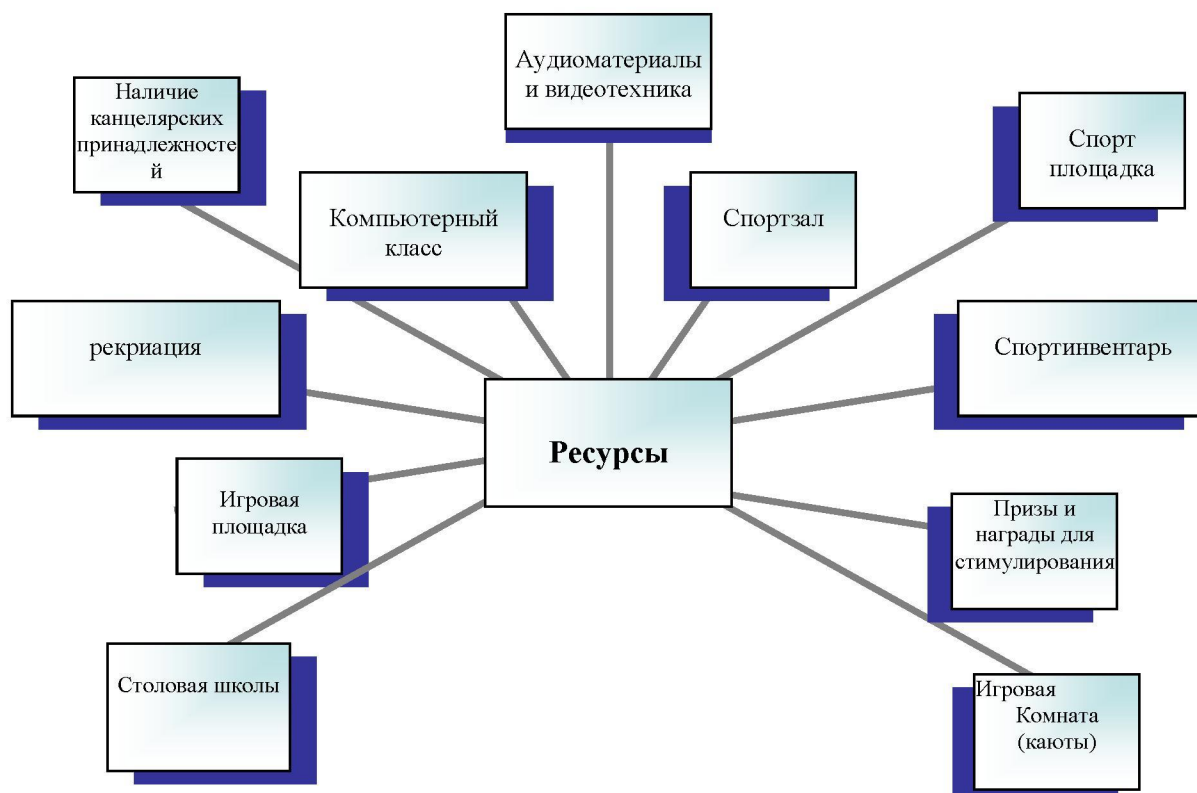 Аудиоматериалы
и видеотехника
Наличие
канцелярских
принадлежносте
й
Спорт
площадка
Компьютерный
класс
Спортзал
рекриация
Спортинвентарь
Ресурсы
Игровая
площадка
Призы и
награды для
стимулирования
Столовая школы
Игровая
Комната
(каюты)